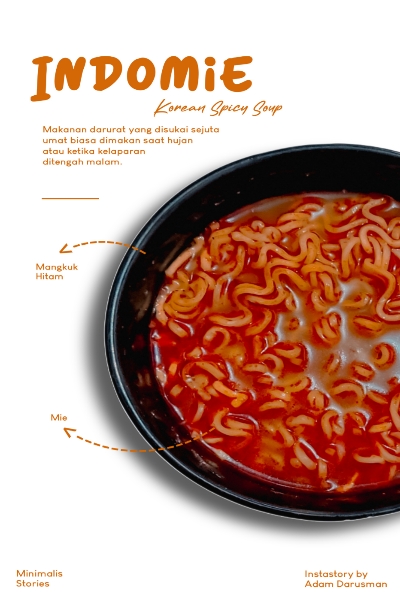 INDOMiE
Korean Spicy Soup
Makanan darurat yang disukai sejuta
umat biasa dimakan saat hujan
atau ketika kelaparan
ditengah malam.
Mangkuk
Hitam
Mie
Minimalis
Stories
Instastory by
Adam Darusman